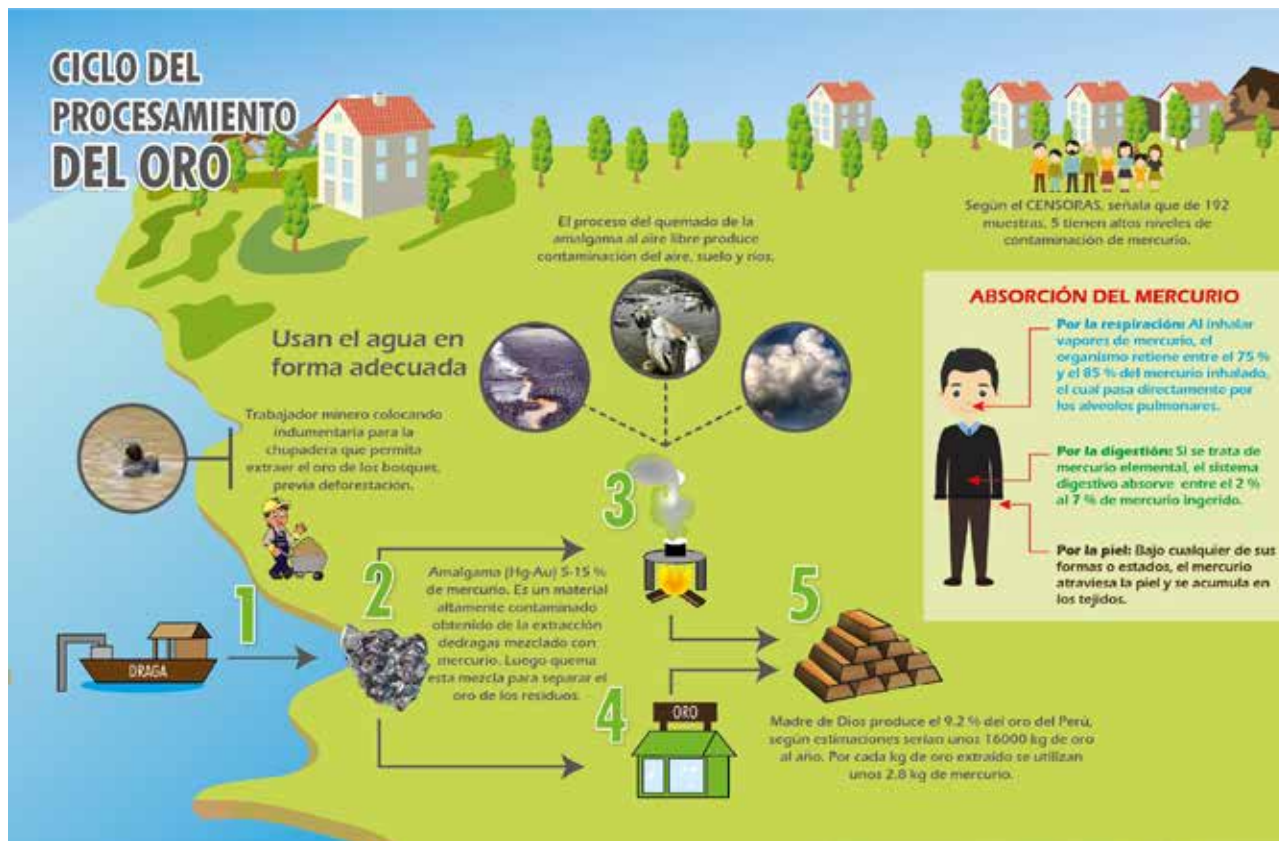 CICLO DEL
PROCESAMIENTO
DEL ORO
El proceso del quemado de la
amalgama al aire libre produce
contaminación del aire, suelo y ríos.
Según el CENSORAS, señala que de 192
muestras, 5 tienen altos niveles de
contaminación de mercurio.
Usan el agua en
forma adecuada
Trabajador minero colocando
indumentaria para la
chupadera que permita
extraer el oro de los bosques,
previa deforestación.
ABSORCIÓN DEL MERCURIO
Por la respiración: Al inhalar
vapores de mercurio, el
organismo retiene entre el 75 %
y el 85 % del mercurio inhalado,
el cual pasa directamente por
los alveolos pulmonares.
Por la digestión: Si se trata de
mercurio elemental, el sistema
digestivo absorve entre el 2 %
al 7 % de mercurio ingerido.
Por la piel: Bajo cualquier de sus
formas o estados, el mercurio
atraviesa la piel y se acumula en
los tejidos.
1
DRAGA
2
Amalgama (Hg-Au) 5-15 %
de mercurio. Es un material
altamente contaminado
obtenido de la extracción
dedragas mezclado con
mercurio. Luego quema
esta mezcla para separar el
oro de los residuos.
3
4
ORO
5
Madre de Dios produce el 9.2 % del oro del Perú,
según estimaciones serían unos 16000 kg de oro
al año. Por cada kg de oro extraído se utilizan
unos 2.8 kg de mercurio.